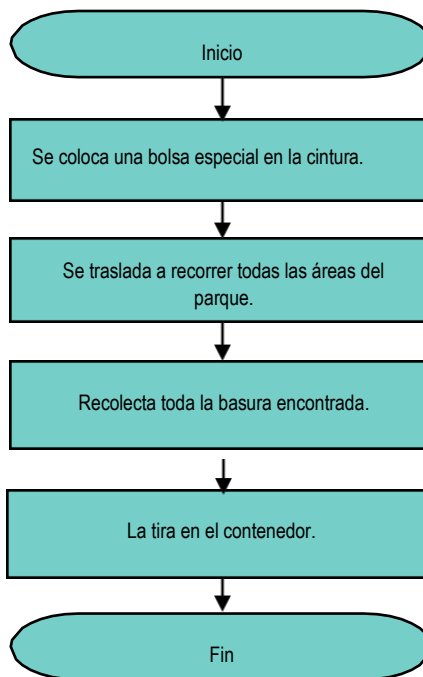 Inicio
Se coloca una bolsa especial en la cintura.
Se traslada a recorrer todas las áreas del
parque.
Recolecta toda la basura encontrada.
La tira en el contenedor.
Fin